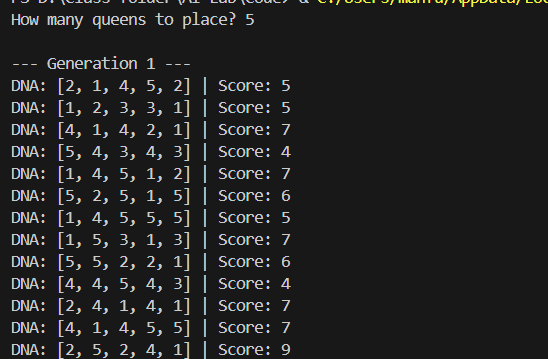 How many queens to place? 5
--- Generation 1 ---
DNA: [2, 1, 4, 5, 2] | Score: 5
DNA: [1, 2, 3, 3, 1] | Score: 5
DNA: [4, 1, 4, 2, 1] | Score: 7
DNA: [5, 4, 3, 4, 3] | Score: 4
DNA: [1, 4, 5, 1, 2] | Score: 7
DNA: [5, 2, 5, 1, 5] | Score: 6
DNA: [1, 4, 5, 5, 5] | Score: 5
DNA: [1, 5, 3, 1, 3] | Score: 7
DNA: [5, 5, 2, 2, 1] | Score: 6
DNA: [4, 4, 5, 4, 3] | Score: 4
DNA: [2, 4, 1, 4, 1] | Score: 7
DNA: [4, 1, 4, 5, 5] | Score: 7
DNA: [2, 5, 2, 4, 1] | Score: 9